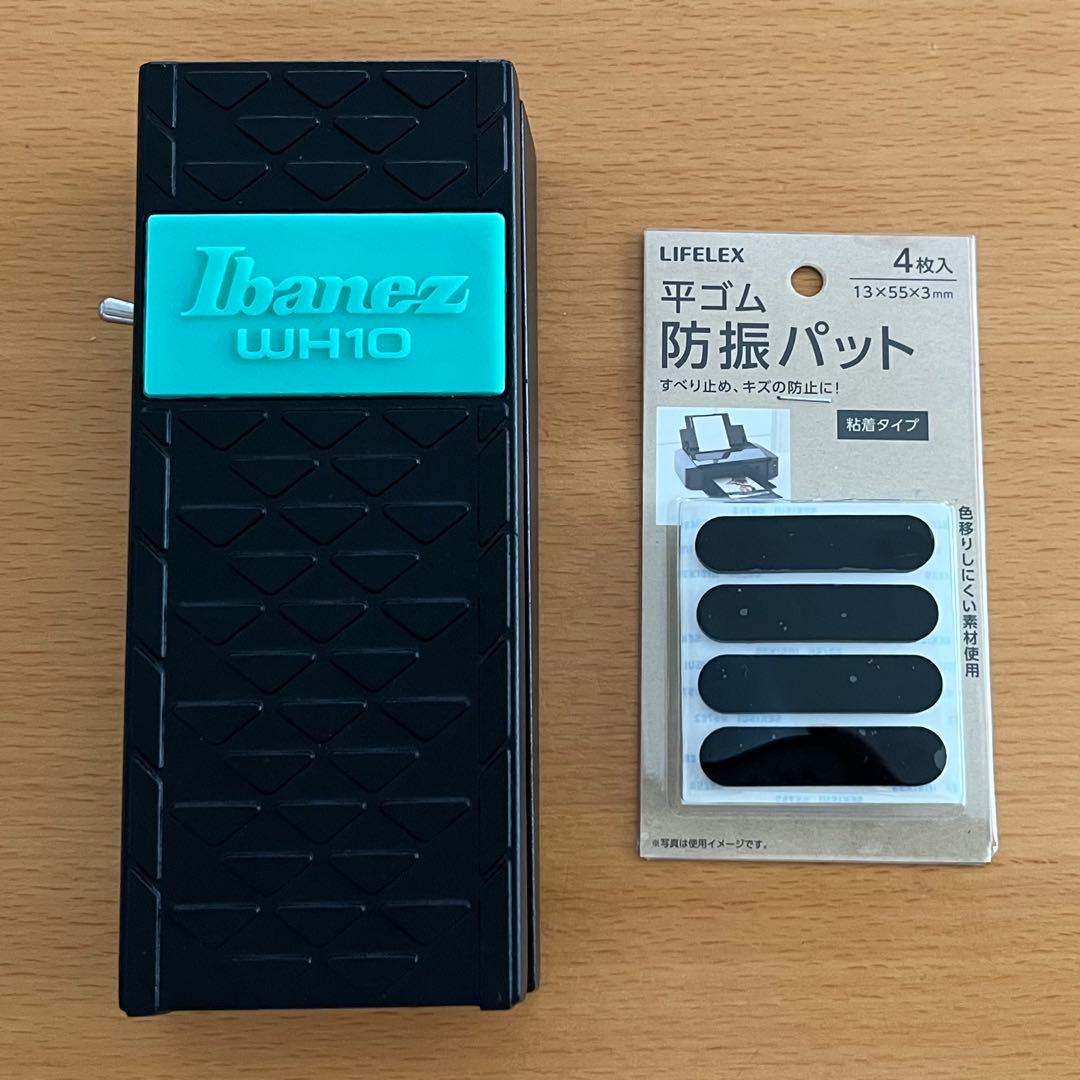 Ibanez
WH10
LIFELEX
4枚入
13×55×3mm
平ゴム
防振パット
すべり止め、キズの防止に!
粘着タイプ
色移りしにくい素材使用
※写真は使用イメージです。